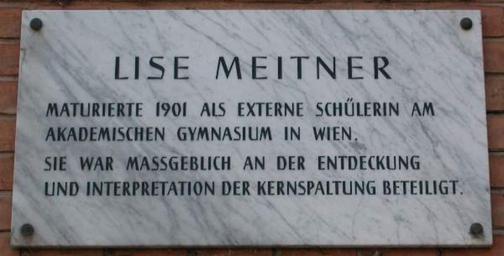 LISE MEITNER
MATURIERTE 1901 ALS EXTERNE SCHÜLERIN AM
AKADEMISCHEN GYMNASIUM IN WIEN.
SIE WAR MASSGEBLICH AN DER ENTDECKUNG
UND INTERPRETATION DER KERNSPALTUNG BETEILIGT.